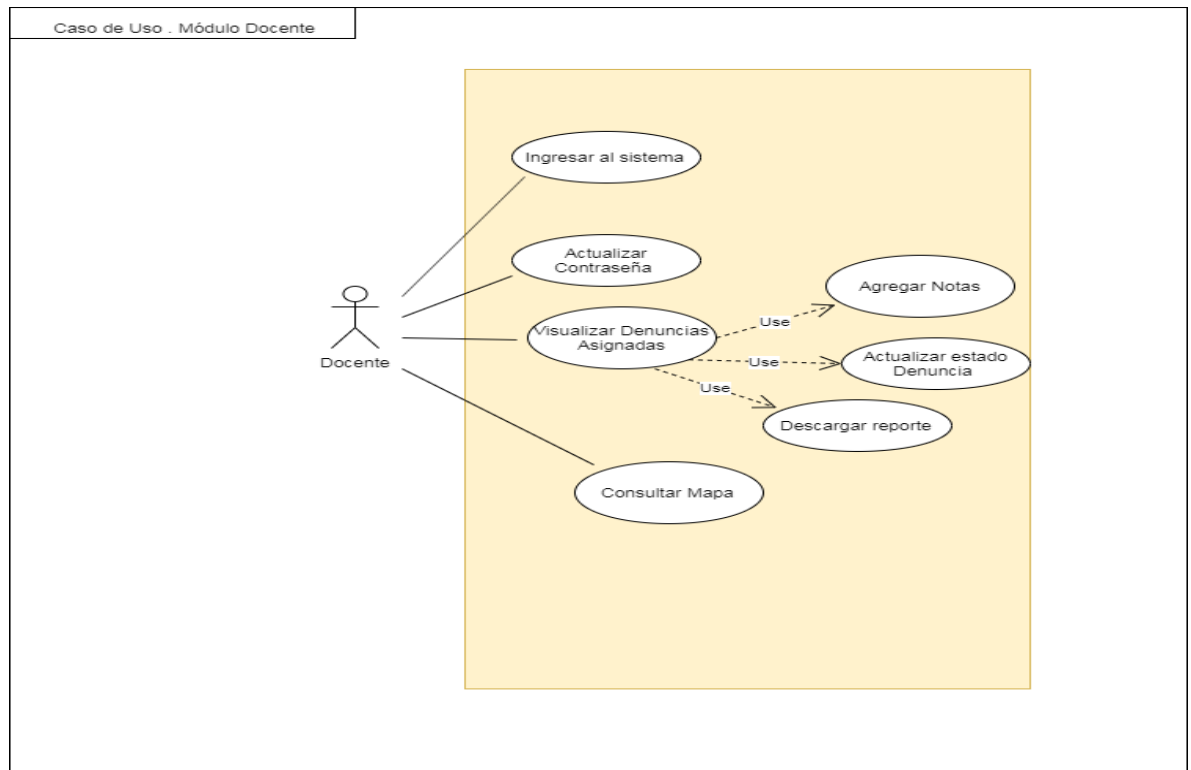 Caso de Uso . Módulo Docente
Ingresar al sistema
Actualizar
Contraseña
Agregar Notas
Use
Visualizar Denuncias
Asignadas
Use
Actualizar estado
Denuncia
Docente
Use
Descargar reporte
Consultar Mapa